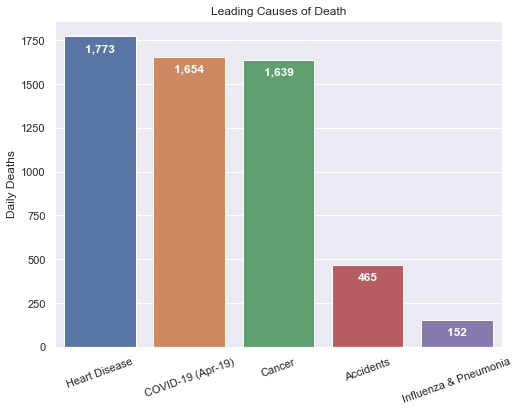 Leading Causes of Death
Daily Deaths
1750
1500
1250
1000
750
500
250
0
1,773
1,654
1,639
465
152
Heart Disease
COVID-19 (Apr-19)
Cancer
Accidents
Influenza & Pneumonia